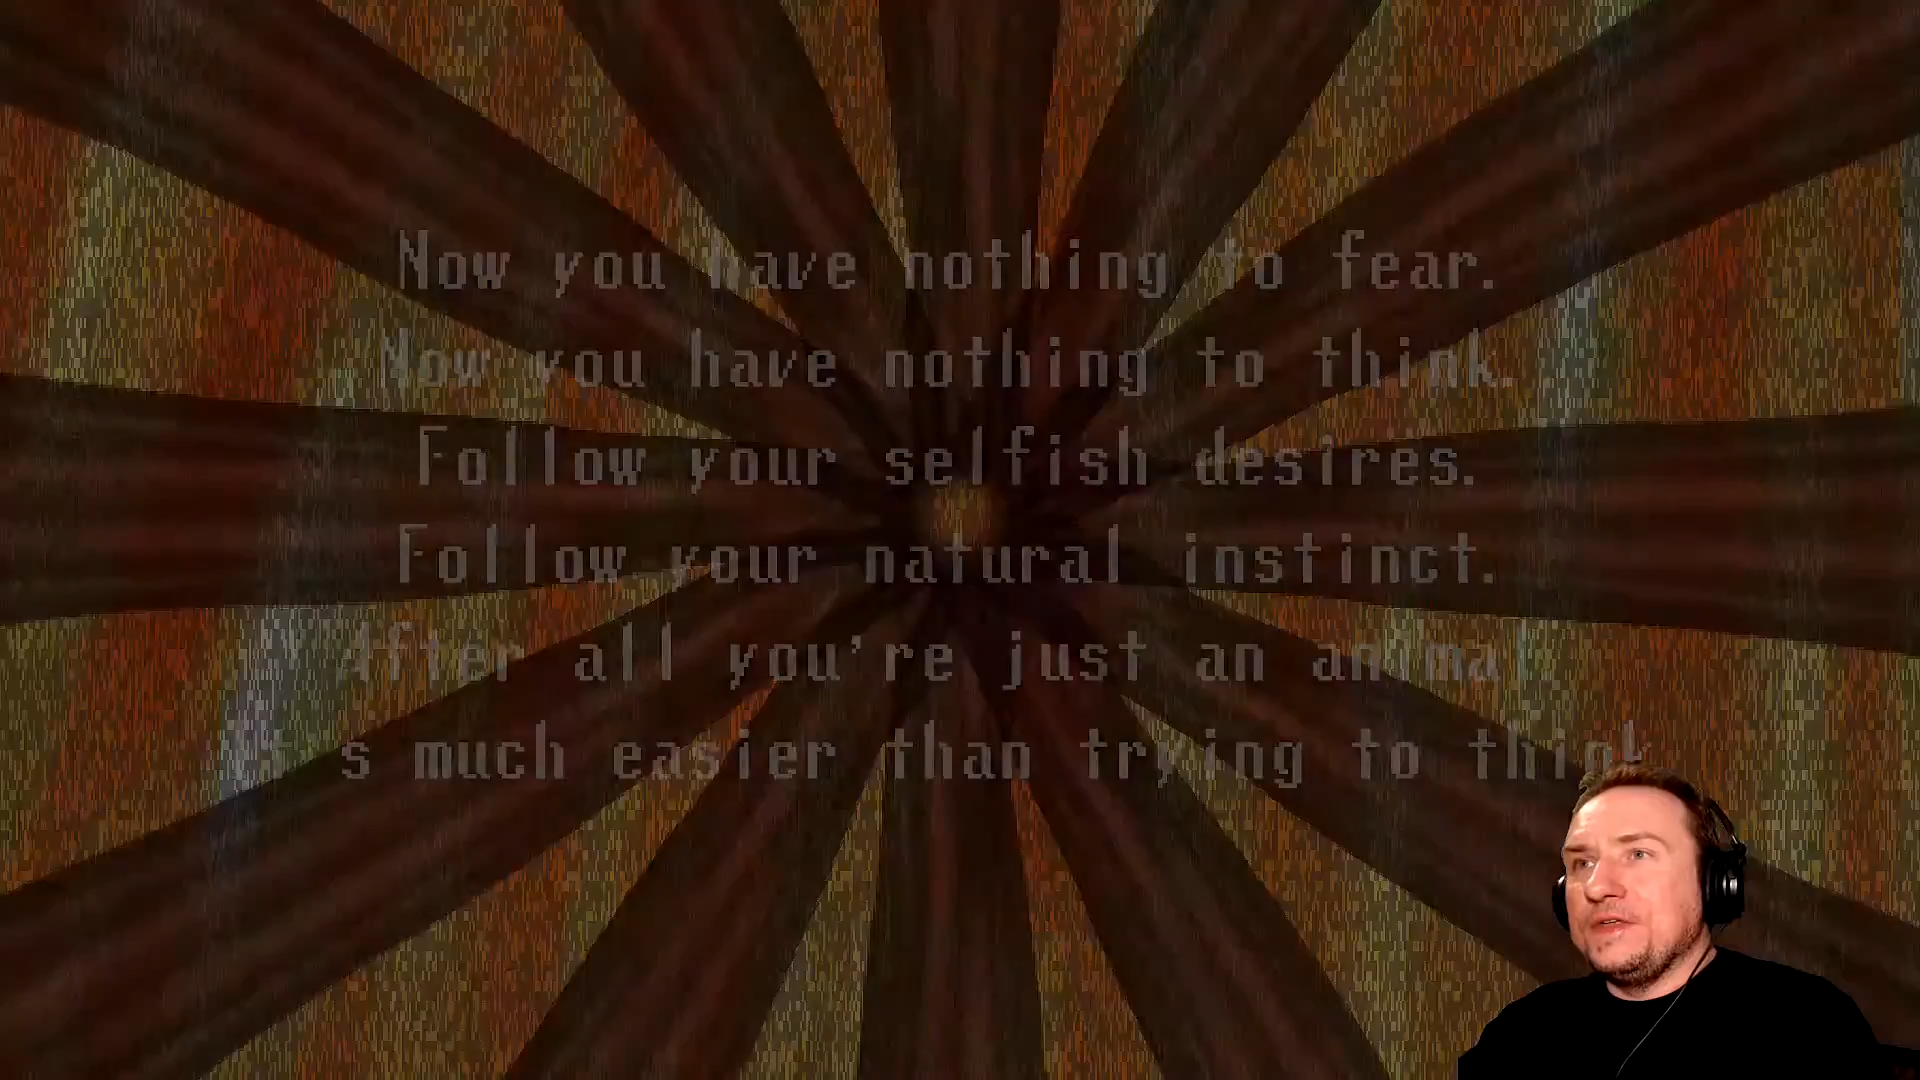 Now you have nothing to fear.
Now you have nothing to think.
Follow your selfish desires.
Follow your natural instinct.
After all you're just an anima
s much easier than trying to think